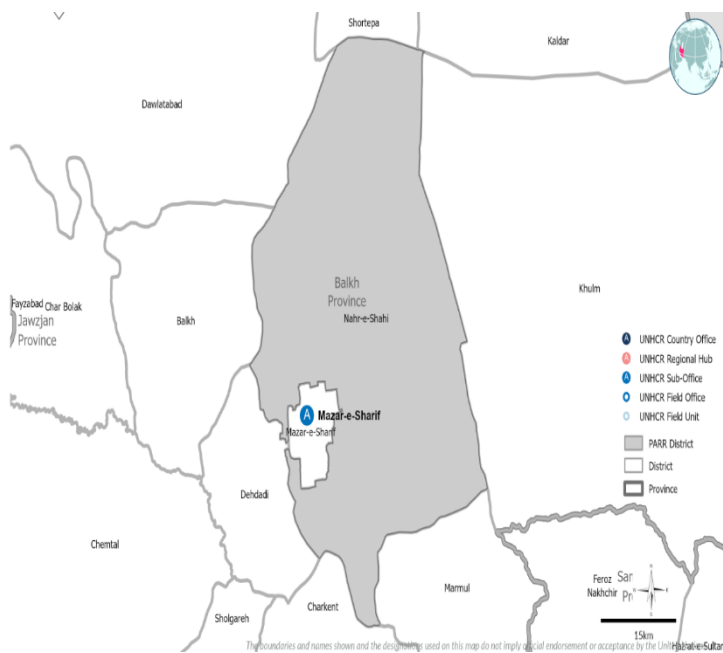 Shortepa
Kaldar
Dawlatabad
Balkh
Province
Nahr-e-Shahi
Khulm
Fayzabad
Char Bolak
Jawzjan
Province
Balkh
UNHCR Country Office
UNHCR Regional Hub
A UNHCR Sub-Office
UNHCR Field Office
UNHCR Field Unit
PARR District
District
Province
A Mazar-e-Sharif
Mazar-e-Sharif
Dehdadi
Chemtal
Marmul
Feroz
Nakhchir
Charkent
Sholgareh
15km
The boundaries and names shown and the designations used on this map do not imply official endorsement or acceptance by the